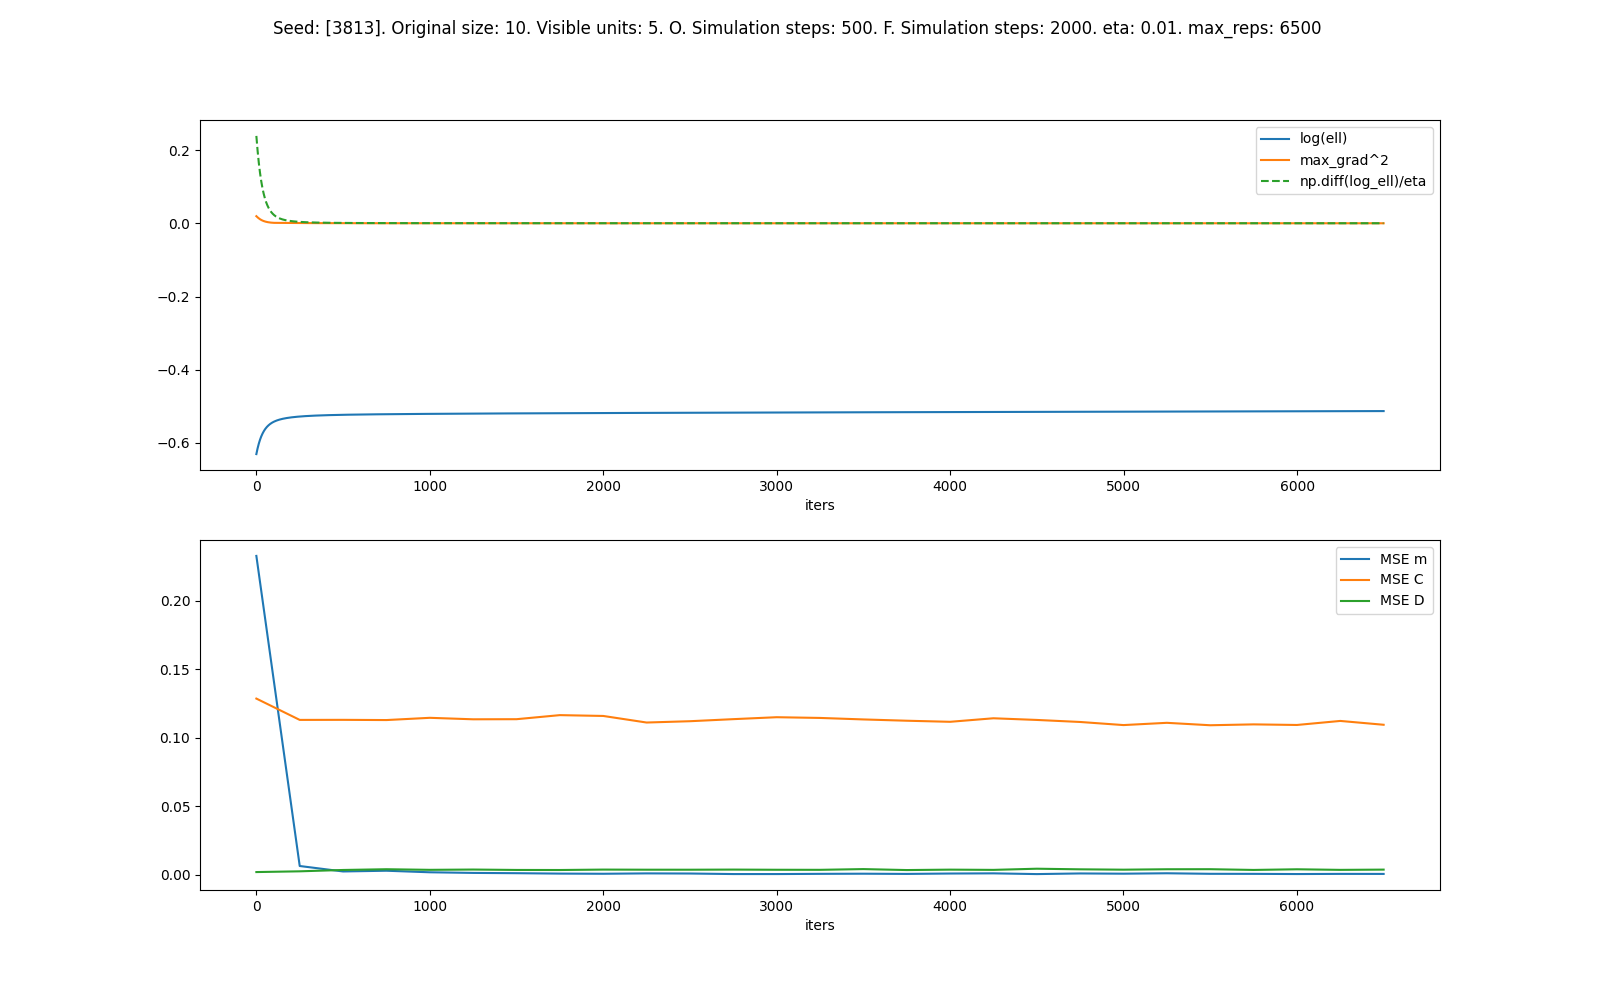 Seed: [3813]. Original size: 10. Visible units: 5. O. Simulation steps: 500. F. Simulation steps: 2000. eta: 0.01. max_reps: 6500
log(ell)
max_grad^2
np.diff(log_ell)/eta
0.2
0.0
−0.2
−0.4
−0.6
0 1000 2000 3000 4000 5000 6000
iters
MSE m
MSE C
MSE D
0.20
0.15
0.10
0.05
0.00
0 1000 2000 3000 4000 5000 6000
iters